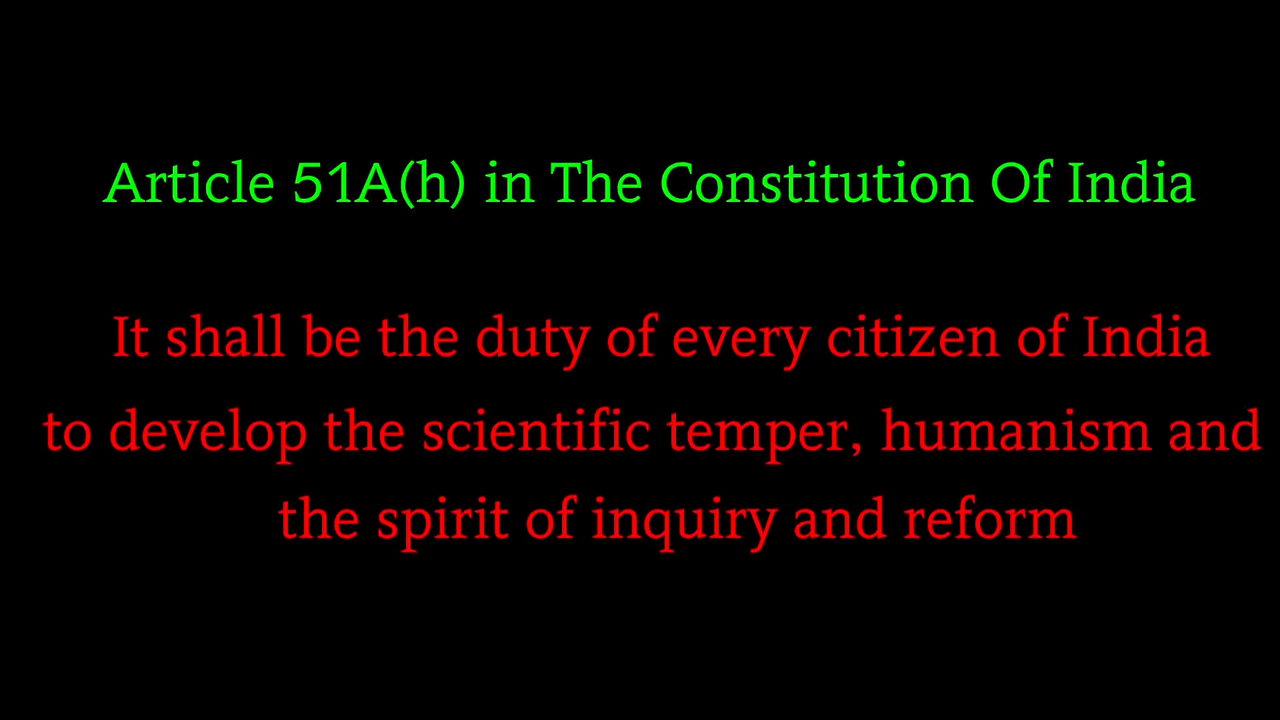 Article 51A(h) in The Constitution Of India
It shall be the duty of every citizen of India
to develop the scientific temper, humanism and
the spirit of inquiry and reform